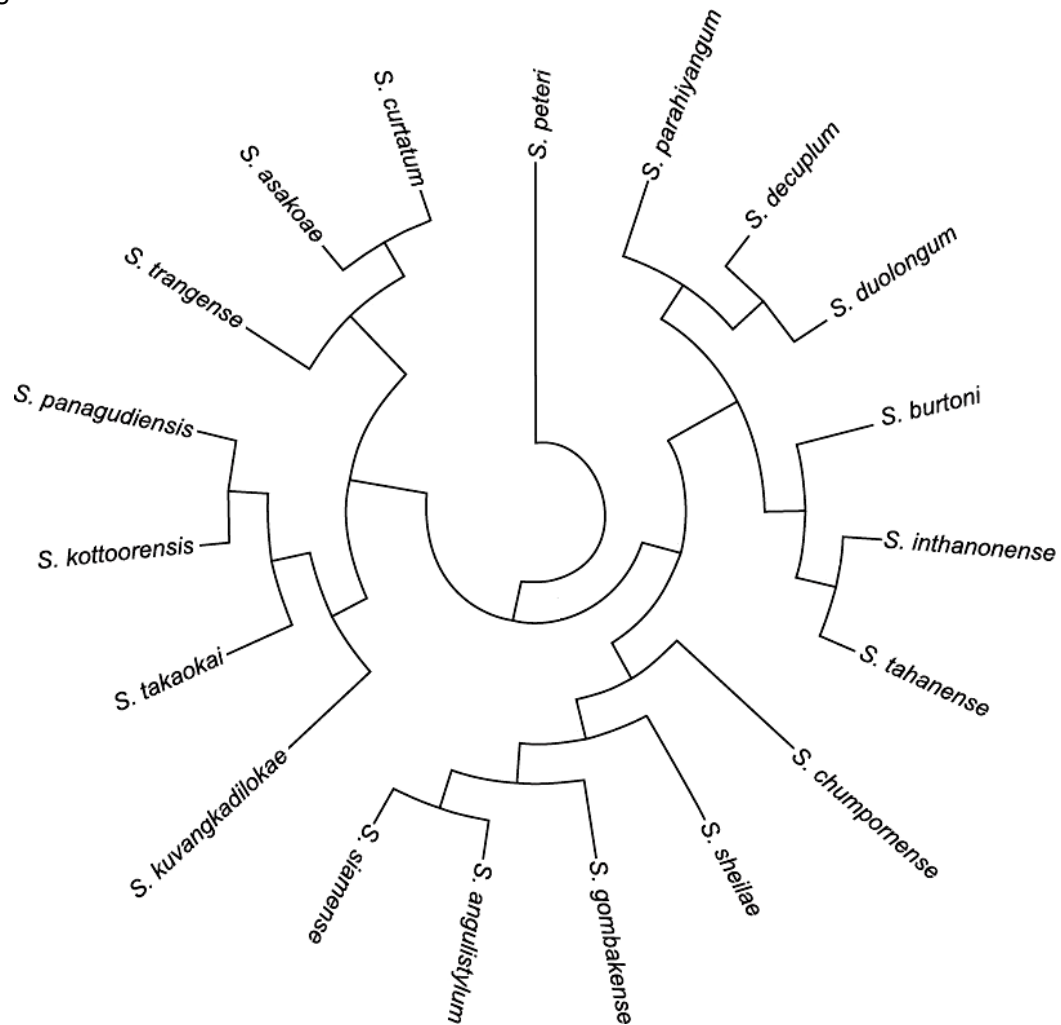 S. peteri
S. parahiyangum
S. decuplum
S. duolongum
S. burtoni
S. inthanonense
S. tahanense
S. chumpornense
S. sheilae
S. gombakense
S. angulistylum
S. siamense
S. kuvangkadilokae
S. takaokai
S. kottoorensis
S. panagudiensis
S. trangense
S. asakoae
S. curtatum